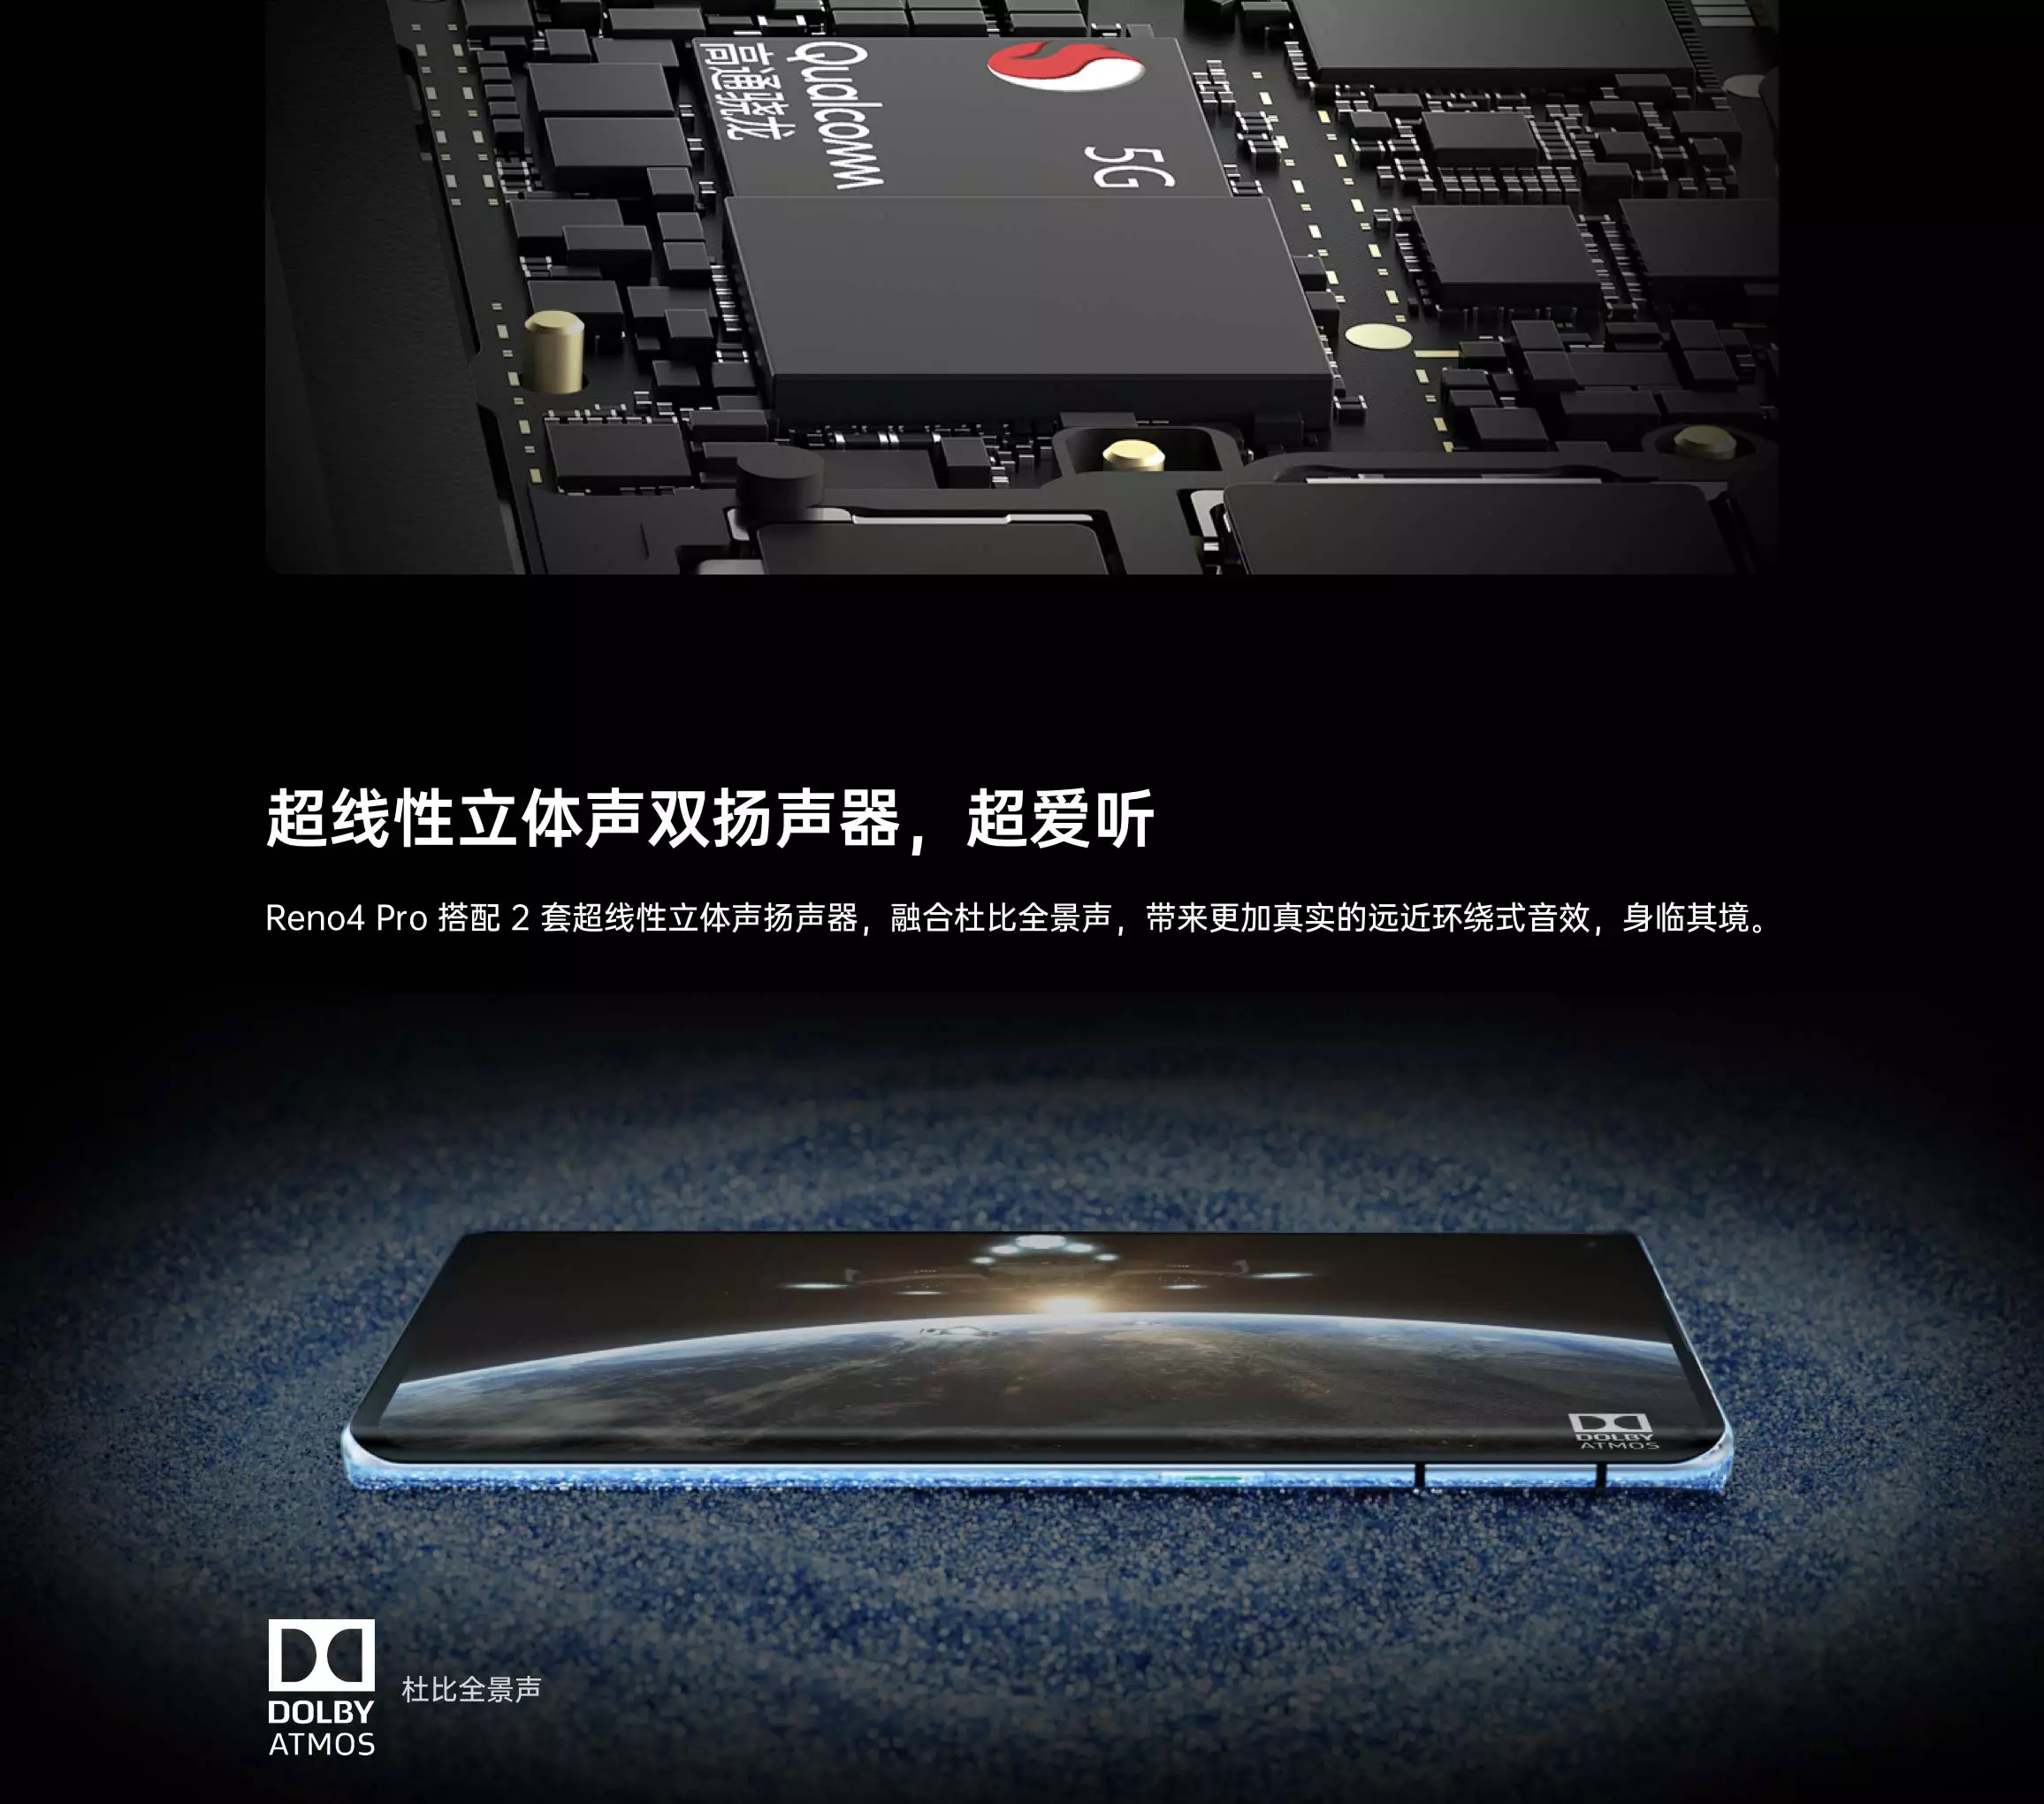 高通骁龙
Qualcomm
5G
超线性立体声双扬声器，超爱听
Reno4 Pro 搭配 2 套超线性立体声扬声器，融合杜比全景声，带来更加真实的远近环绕式音效，身临其境。
DOLBY
ATMOS
DOLBY
ATMOS
杜比全景声